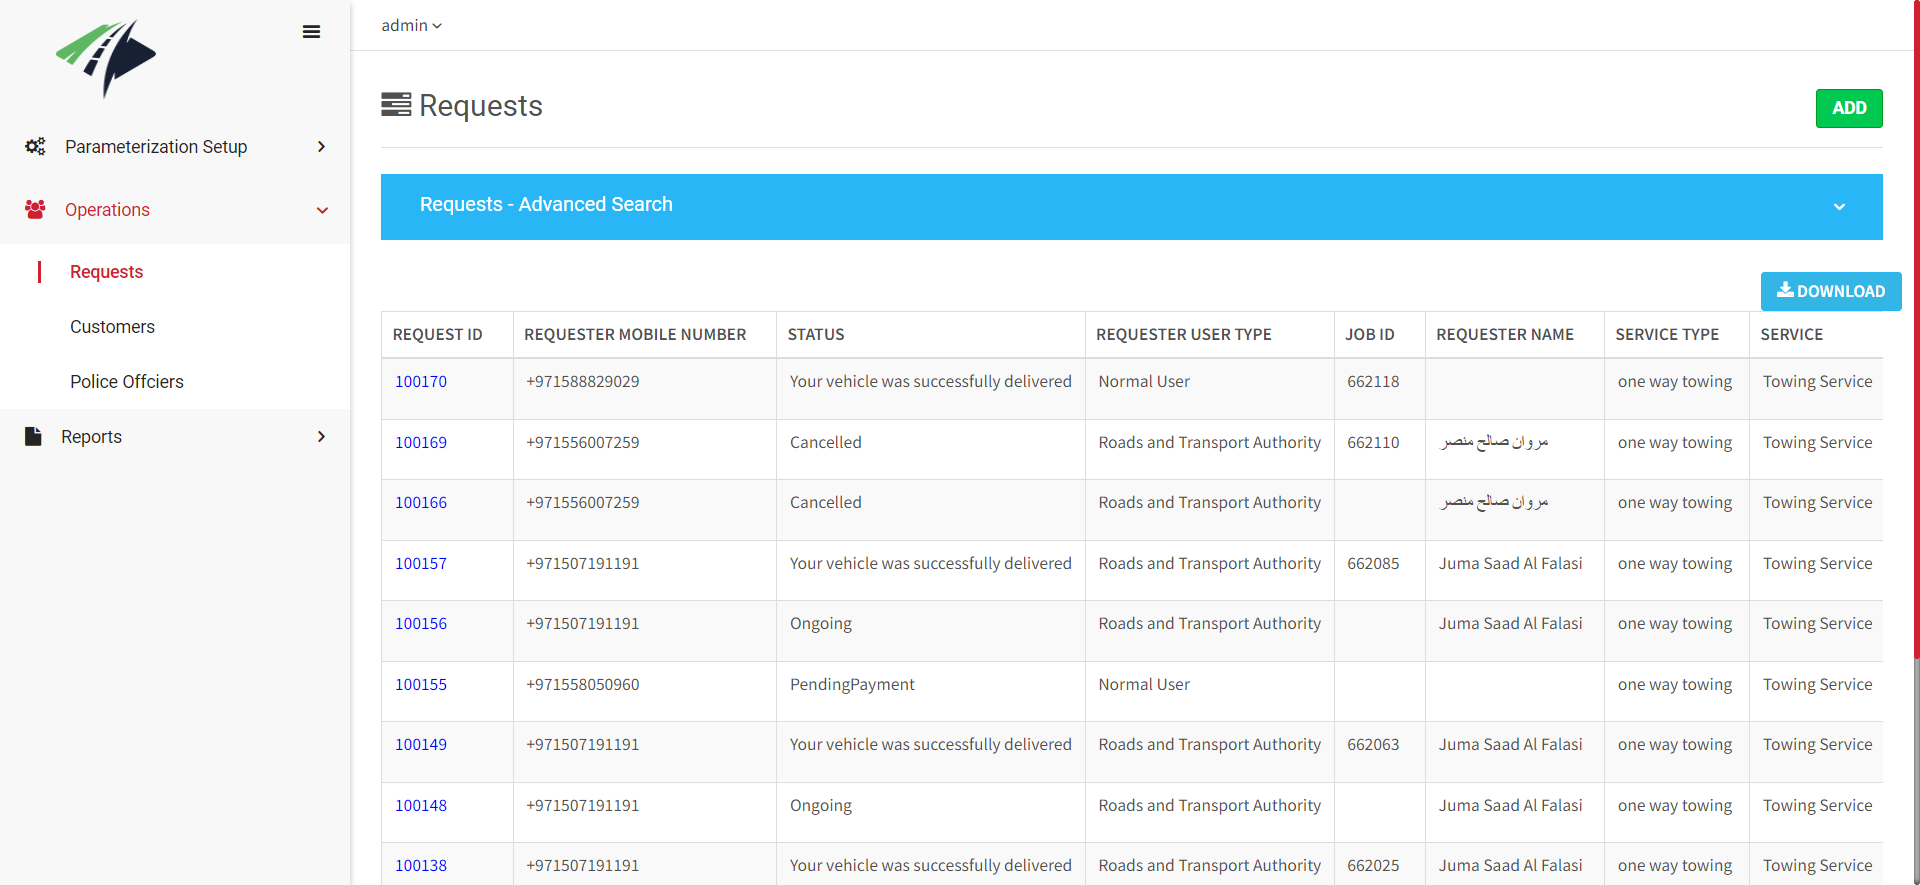 admin
Requests
ADD
Parameterization Setup
Operations
Requests
Customers
Police Offciers
Reports
Requests - Advanced Search
DOWNLOAD
REQUEST ID REQUESTER MOBILE NUMBER STATUS REQUESTER USER TYPE JOB ID REQUESTER NAME SERVICE TYPE SERVICE
100170 +971588829029 Your vehicle was successfully delivered Normal User 662118 one way towing Towing Service
100169 +971556007259 Cancelled Roads and Transport Authority 662110 مروان صالح منصر one way towing Towing Service
100166 +971556007259 Cancelled Roads and Transport Authority مروان صالح منصر one way towing Towing Service
100157 +971507191191 Your vehicle was successfully delivered Roads and Transport Authority 662085 Juma Saad Al Falasi one way towing Towing Service
100156 +971507191191 Ongoing Roads and Transport Authority Juma Saad Al Falasi one way towing Towing Service
100155 +971558050960 PendingPayment Normal User one way towing Towing Service
100149 +971507191191 Your vehicle was successfully delivered Roads and Transport Authority 662063 Juma Saad Al Falasi one way towing Towing Service
100148 +971507191191 Ongoing Roads and Transport Authority Juma Saad Al Falasi one way towing Towing Service
100138 +971507191191 Your vehicle was successfully delivered Roads and Transport Authority 662025 Juma Saad Al Falasi one way towing Towing Service